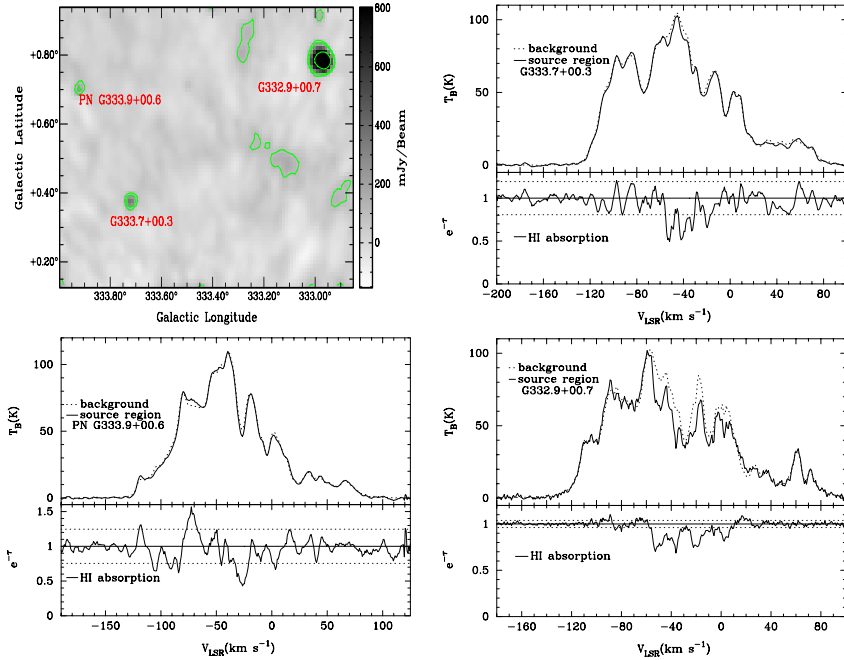 +0.80°
+0.60°
+0.40°
+0.20°
Galactic Latitude
333.80°
333.60°
333.40°
333.20°
333.00°
Galactic Longitude
PN G333.9+00.6
G332.9+00.7
G333.7+00.3
800
600
400
200
0
mJy/Beam
100
50
0
T_B(K)
background
source region
G333.7+00.3
1
0.5
0
e^-τ
HI absorption
-200
-160
-120
-80
-40
0
40
80
V_LSR(km s⁻¹)
100
50
0
T_B(K)
background
source region
PN G333.9+00.6
1.5
1
0.5
0
e^-τ
HI absorption
-150
-100
-50
0
50
100
V_LSR(km s⁻¹)
100
50
0
T_B(K)
background
source region
G332.9+00.7
1
0.5
0
e^-τ
HI absorption
-160
-120
-80
-40
0
40
80
V_LSR(km s⁻¹)